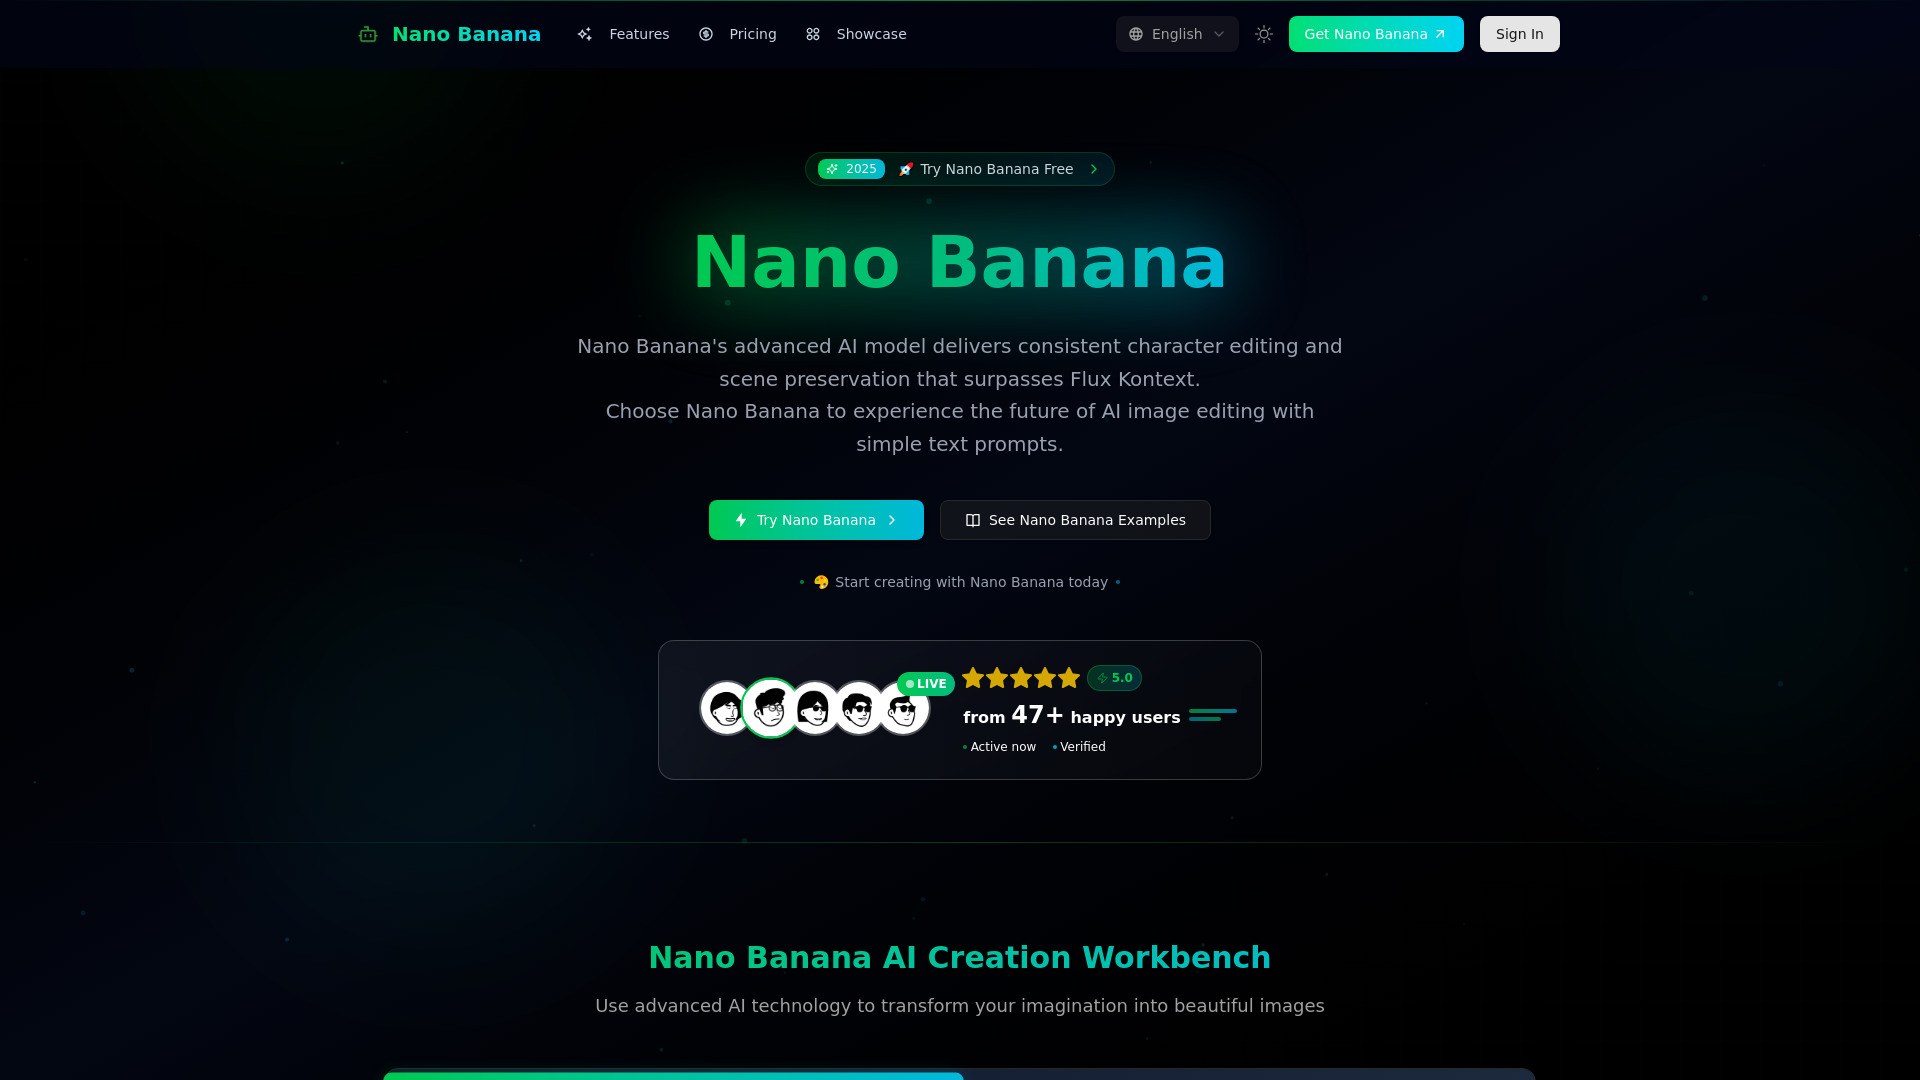 Nano Banana
Features
Pricing
Showcase
English
Get Nano Banana
Sign In
2025
🚀 Try Nano Banana Free
Nano Banana
Nano Banana's advanced AI model delivers consistent character editing and
scene preservation that surpasses Flux Kontext.
Choose Nano Banana to experience the future of AI image editing with
simple text prompts.
Try Nano Banana
See Nano Banana Examples
🎨 Start creating with Nano Banana today
LIVE
5.0
from 47+ happy users
Active now
Verified
Nano Banana AI Creation Workbench
Use advanced AI technology to transform your imagination into beautiful images